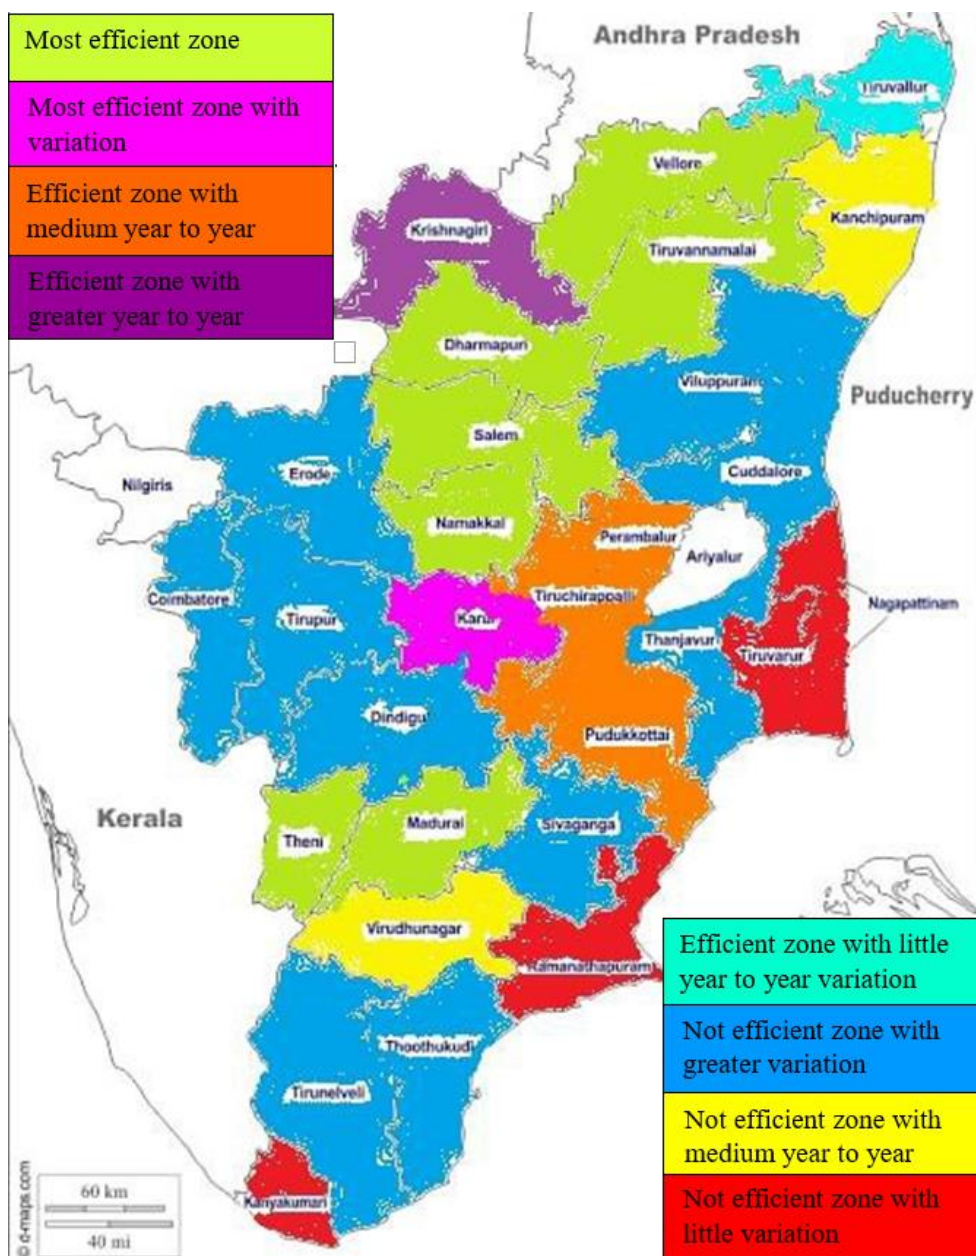 Most efficient zone
Most efficient zone with
variation
Efficient zone with
medium year to year
Efficient zone with
greater year to year
Andhra Pradesh
Tiruvallur
Vellore
Kanchipuram
Krishnagiri
Tiruvannamalai
Dharmapuri
Viluppuram
Puducherry
Salem
Cuddalore
Erode
Nilgiris
Namakkal
Perambalur
Ariyalur
Coimbatore
Tiruchirappalli
Nagapattinam
Karur
Tirupur
Thanjavur
Tiruvarur
Dindigu
Pudukkottai
Kerala
Madurai
Sivaganga
Theni
Virudhunagar
Ramanathapuram
Thoothukudi
Tirunelveli
Kanyakumari
Efficient zone with little
year to year variation
Not efficient zone with
greater variation
Not efficient zone with
medium year to year
Not efficient zone with
little variation
60 km
40 mi
© d-maps.com